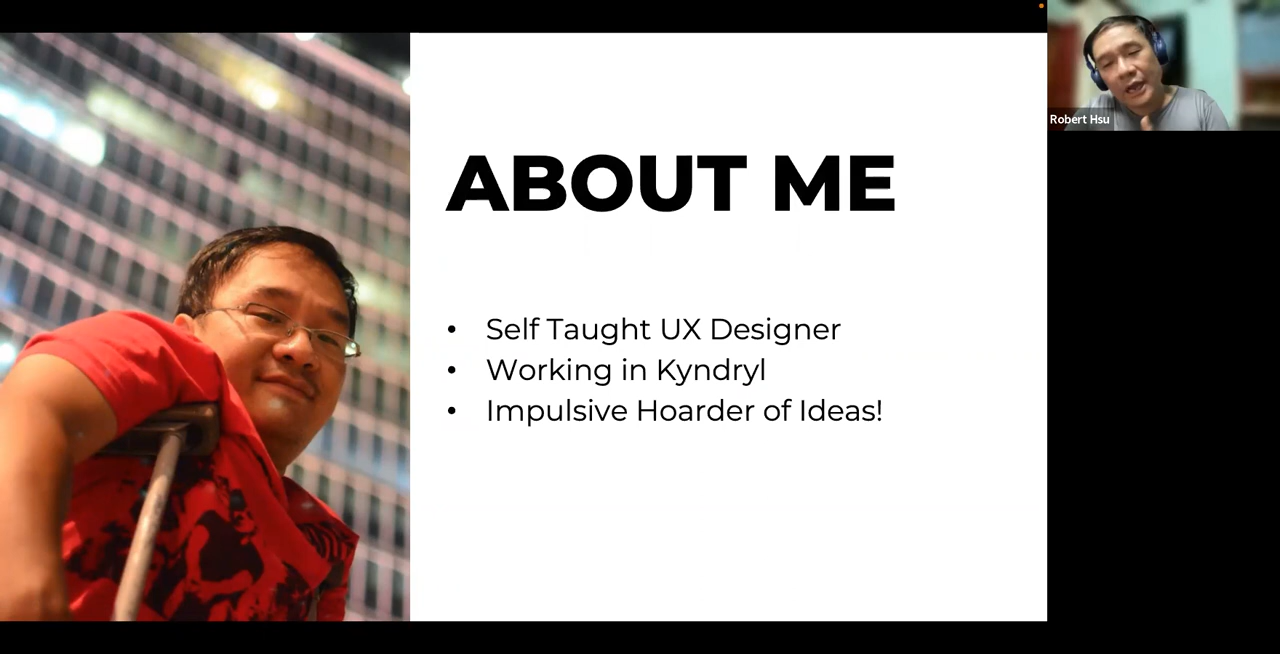 Robert Hsu
ABOUT ME
• Self Taught UX Designer
• Working in Kyndryl
• Impulsive Hoarder of Ideas!